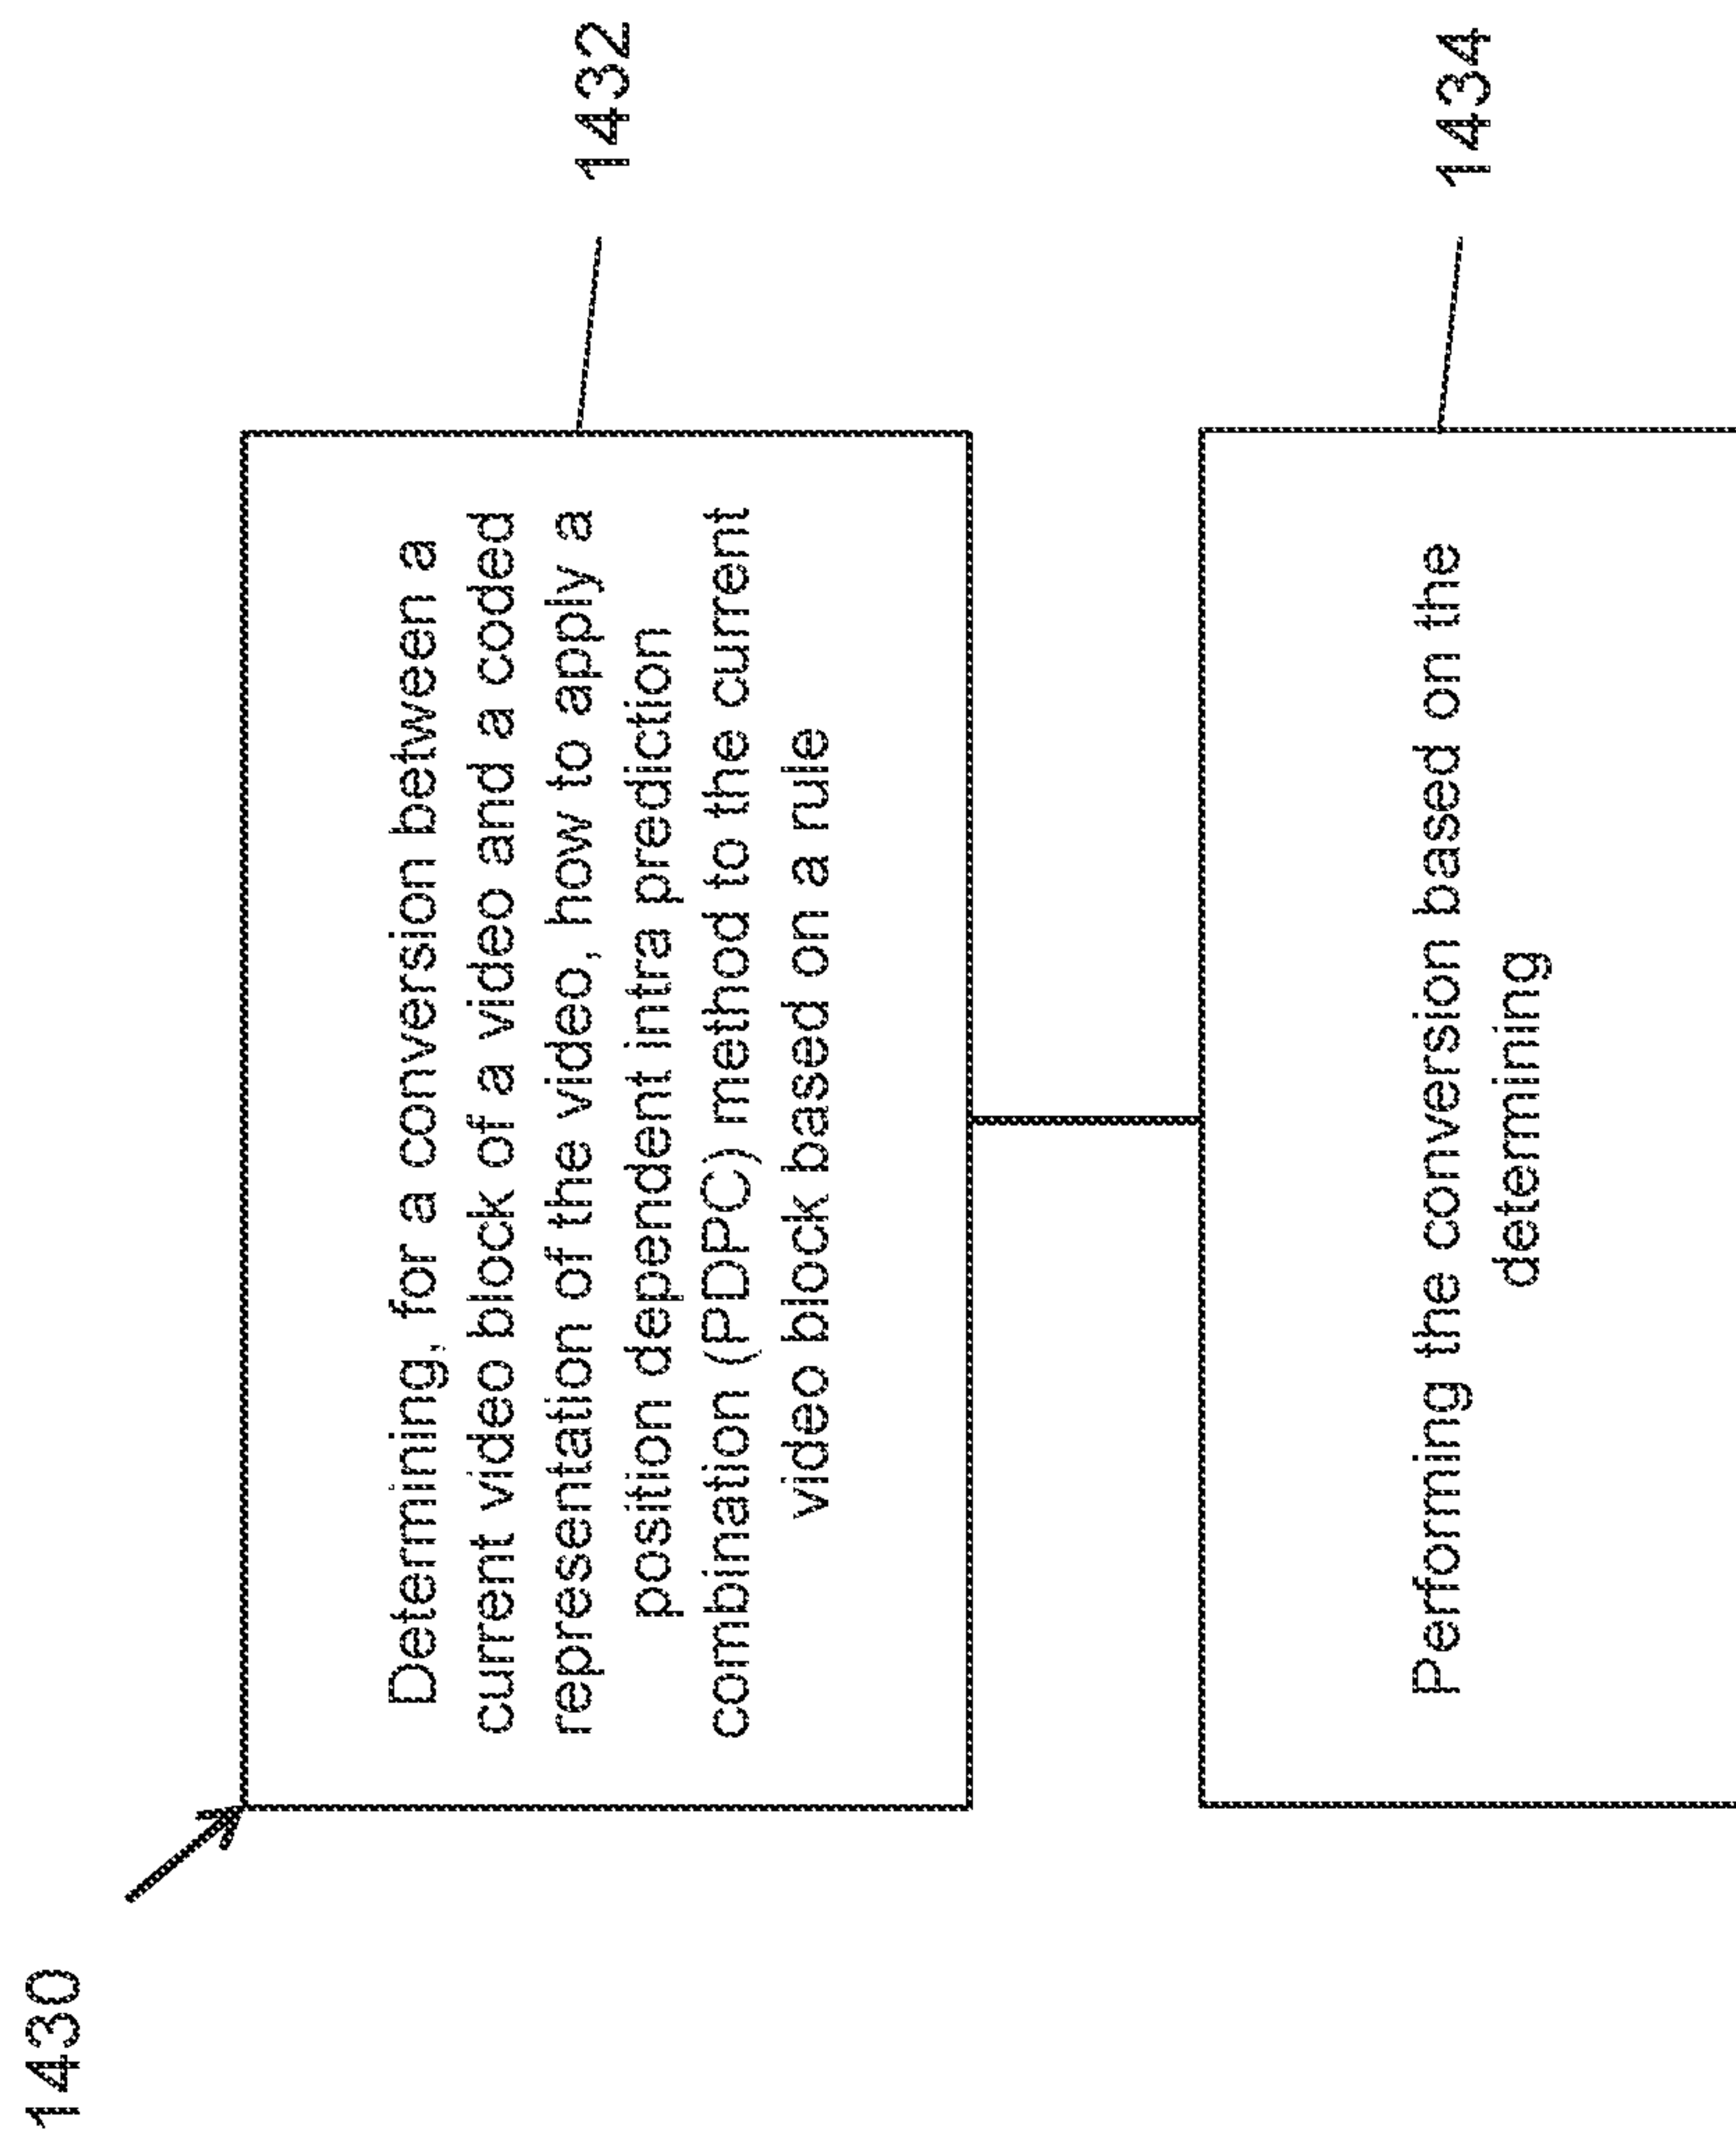 1430
Determining, for a conversion between a
current video block of a video and a coded
representation of the video, how to apply a
position dependent intra prediction
combination (PDPC) method to the current
video block based on a rule
1432
Performing the conversion based on the
determining
1434